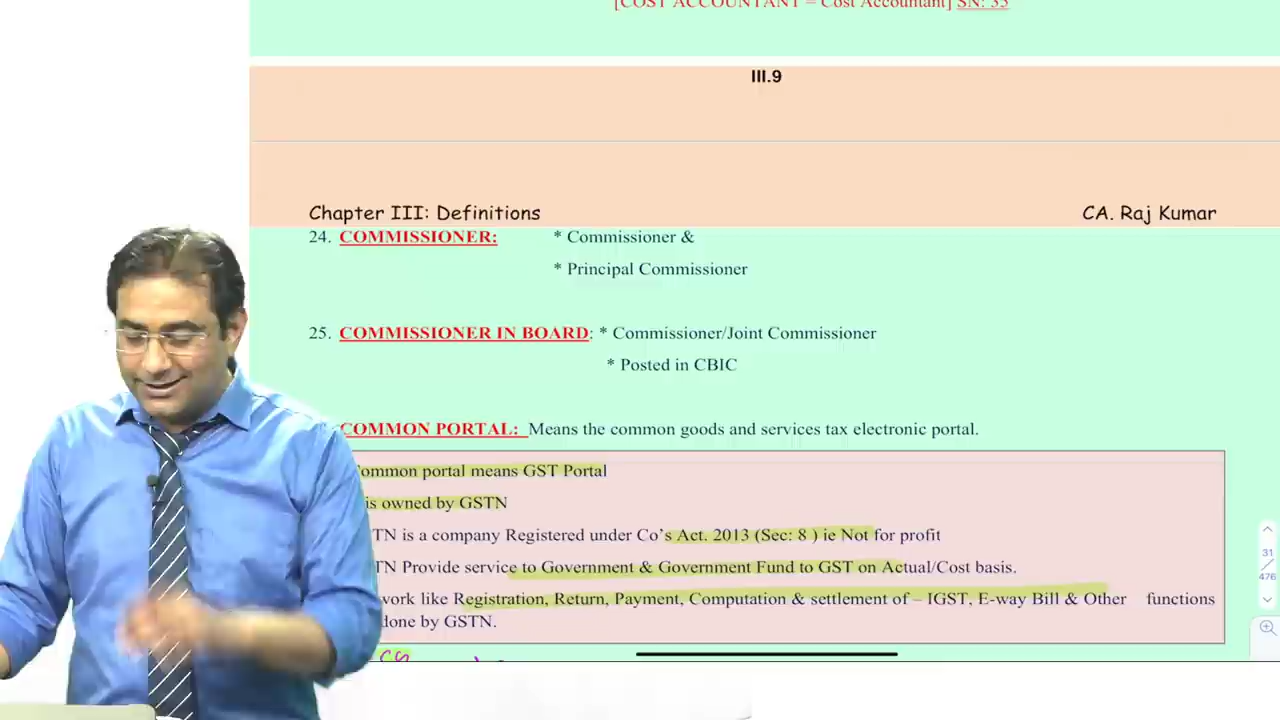 [COST ACCOUNTANT = Cost Accountant] SN: 35
III.9
Chapter III: Definitions CA. Raj Kumar
24. COMMISSIONER: * Commissioner &
* Principal Commissioner
25. COMMISSIONER IN BOARD: * Commissioner/Joint Commissioner
* Posted in CBIC
COMMON PORTAL: Means the common goods and services tax electronic portal.
Common portal means GST Portal
is owned by GSTN
TN is a company Registered under Co's Act. 2013 (Sec: 8 ) ie Not for profit
TN Provide service to Government & Government Fund to GST on Actual/Cost basis.
work like Registration, Return, Payment, Computation & settlement of – IGST, E-way Bill & Other functions
done by GSTN.
31
/
476